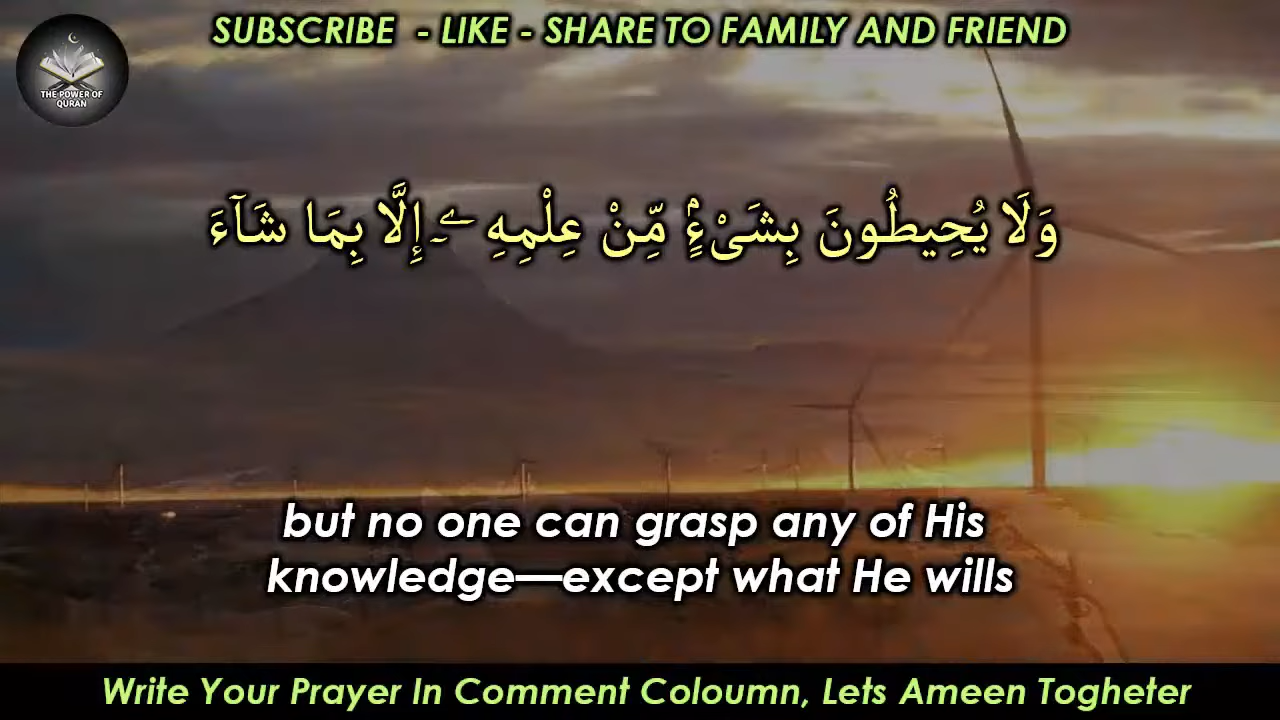 SUBSCRIBE - LIKE - SHARE TO FAMILY AND FRIEND
THE POWER OF
QURAN
وَلَا يُحِيطُونَ بِشَىْءٍۢ مِّنْ عِلْمِهِۦٓ إِلَّا بِمَا شَآءَ
but no one can grasp any of His
knowledge—except what He wills
Write Your Prayer In Comment Coloumn, Lets Ameen Togheter